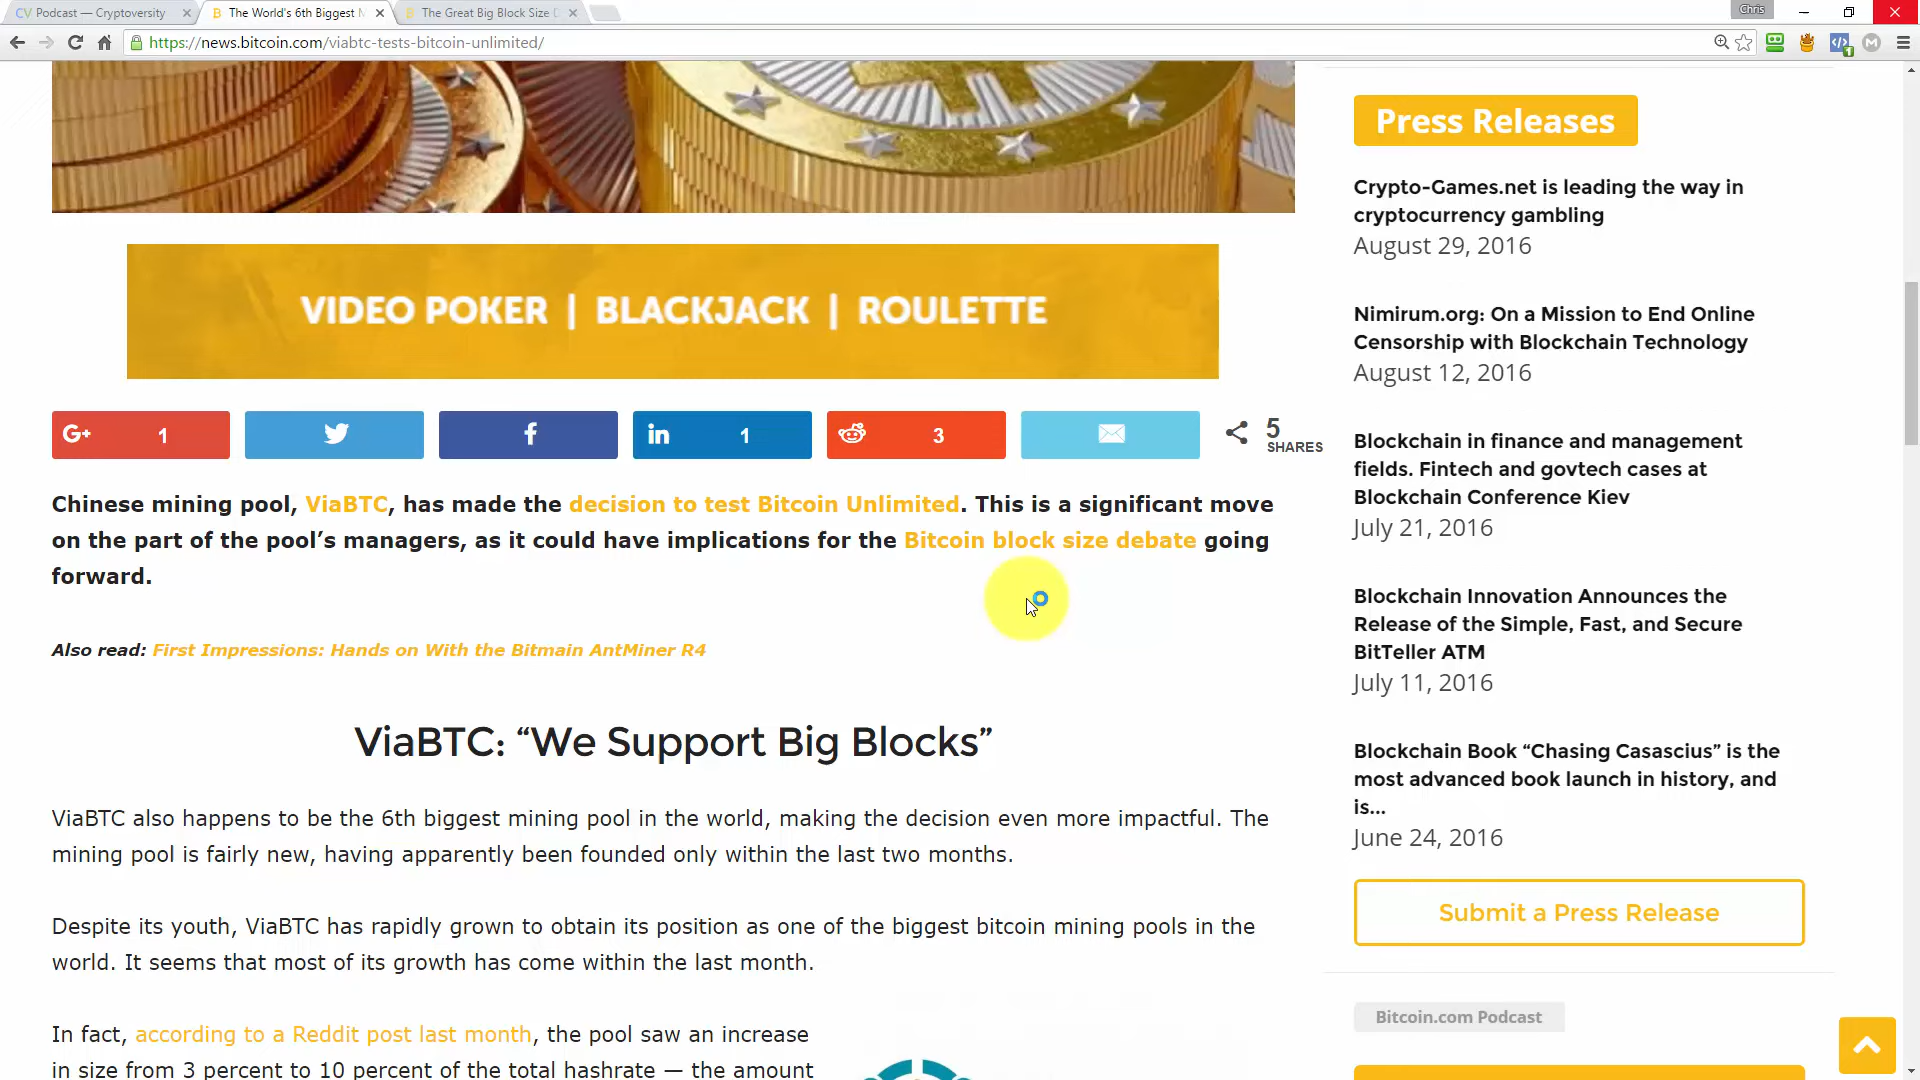 CV Podcast — Cryptoversity
The World's 6th Biggest M
The Great Big Block Size D
Chris
https://news.bitcoin.com/viabtc-tests-bitcoin-unlimited/
1
M
VIDEO POKER | BLACKJACK | ROULETTE
G+ 1
f
in 1
3
5
SHARES
Chinese mining pool, ViaBTC, has made the decision to test Bitcoin Unlimited. This is a significant move
on the part of the pool’s managers, as it could have implications for the Bitcoin block size debate going
forward.
Also read: First Impressions: Hands on With the Bitmain AntMiner R4
ViaBTC: “We Support Big Blocks”
ViaBTC also happens to be the 6th biggest mining pool in the world, making the decision even more impactful. The
mining pool is fairly new, having apparently been founded only within the last two months.
Despite its youth, ViaBTC has rapidly grown to obtain its position as one of the biggest bitcoin mining pools in the
world. It seems that most of its growth has come within the last month.
In fact, according to a Reddit post last month, the pool saw an increase
in size from 3 percent to 10 percent of the total hashrate — the amount
Press Releases
Crypto-Games.net is leading the way in
cryptocurrency gambling
August 29, 2016
Nimirum.org: On a Mission to End Online
Censorship with Blockchain Technology
August 12, 2016
Blockchain in finance and management
fields. Fintech and govtech cases at
Blockchain Conference Kiev
July 21, 2016
Blockchain Innovation Announces the
Release of the Simple, Fast, and Secure
BitTeller ATM
July 11, 2016
Blockchain Book “Chasing Casascius” is the
most advanced book launch in history, and
is...
June 24, 2016
Submit a Press Release
Bitcoin.com Podcast